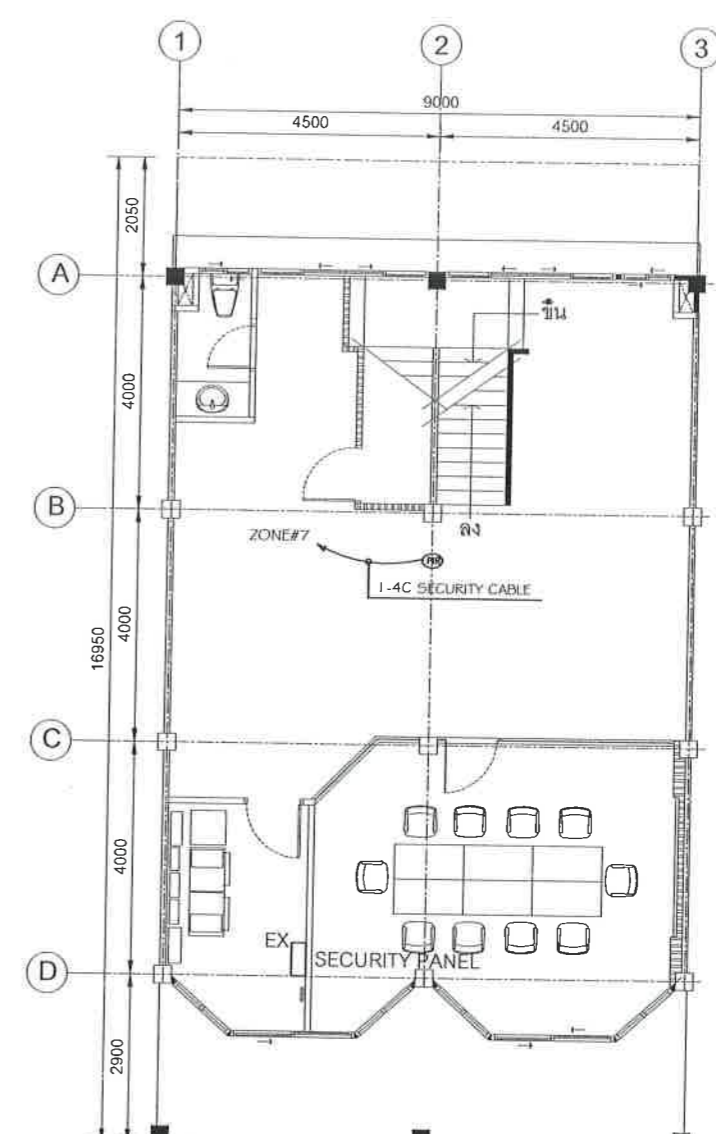 1
2
3
9000
4500
4500
2050
A
ขึ้น
4000
B
ลง
ZONE#7
PIR
1-4C SECURITY CABLE
4000
16950
C
4000
EX
SECURITY PANEL
D
2900